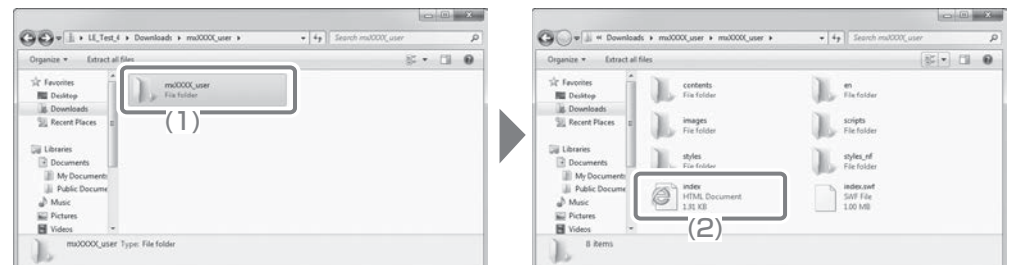 LE_Test_4 ▸ Downloads ▸ mxXXXX_user ▸
Search mxXXXX_user
Organize ▾ Extract all files
Favorites
Desktop
Downloads
Recent Places
Libraries
Documents
My Documents
Public Docume
Music
Pictures
Videos
mxXXXX_user
File folder
(1)
mxXXXX_user Type: File folder
« Downloads ▸ mxXXXX_user ▸ mxXXXX_user ▸
Search mxXXXX_user
Organize ▾ Extract all files
Favorites
Desktop
Downloads
Recent Places
Libraries
Documents
My Documents
Public Docume
Music
Pictures
Videos
contents
File folder
en
File folder
images
File folder
scripts
File folder
styles
File folder
styles_nf
File folder
index
HTML Document
1.91 KB
index.swf
SWF File
1.00 MB
(2)
8 items